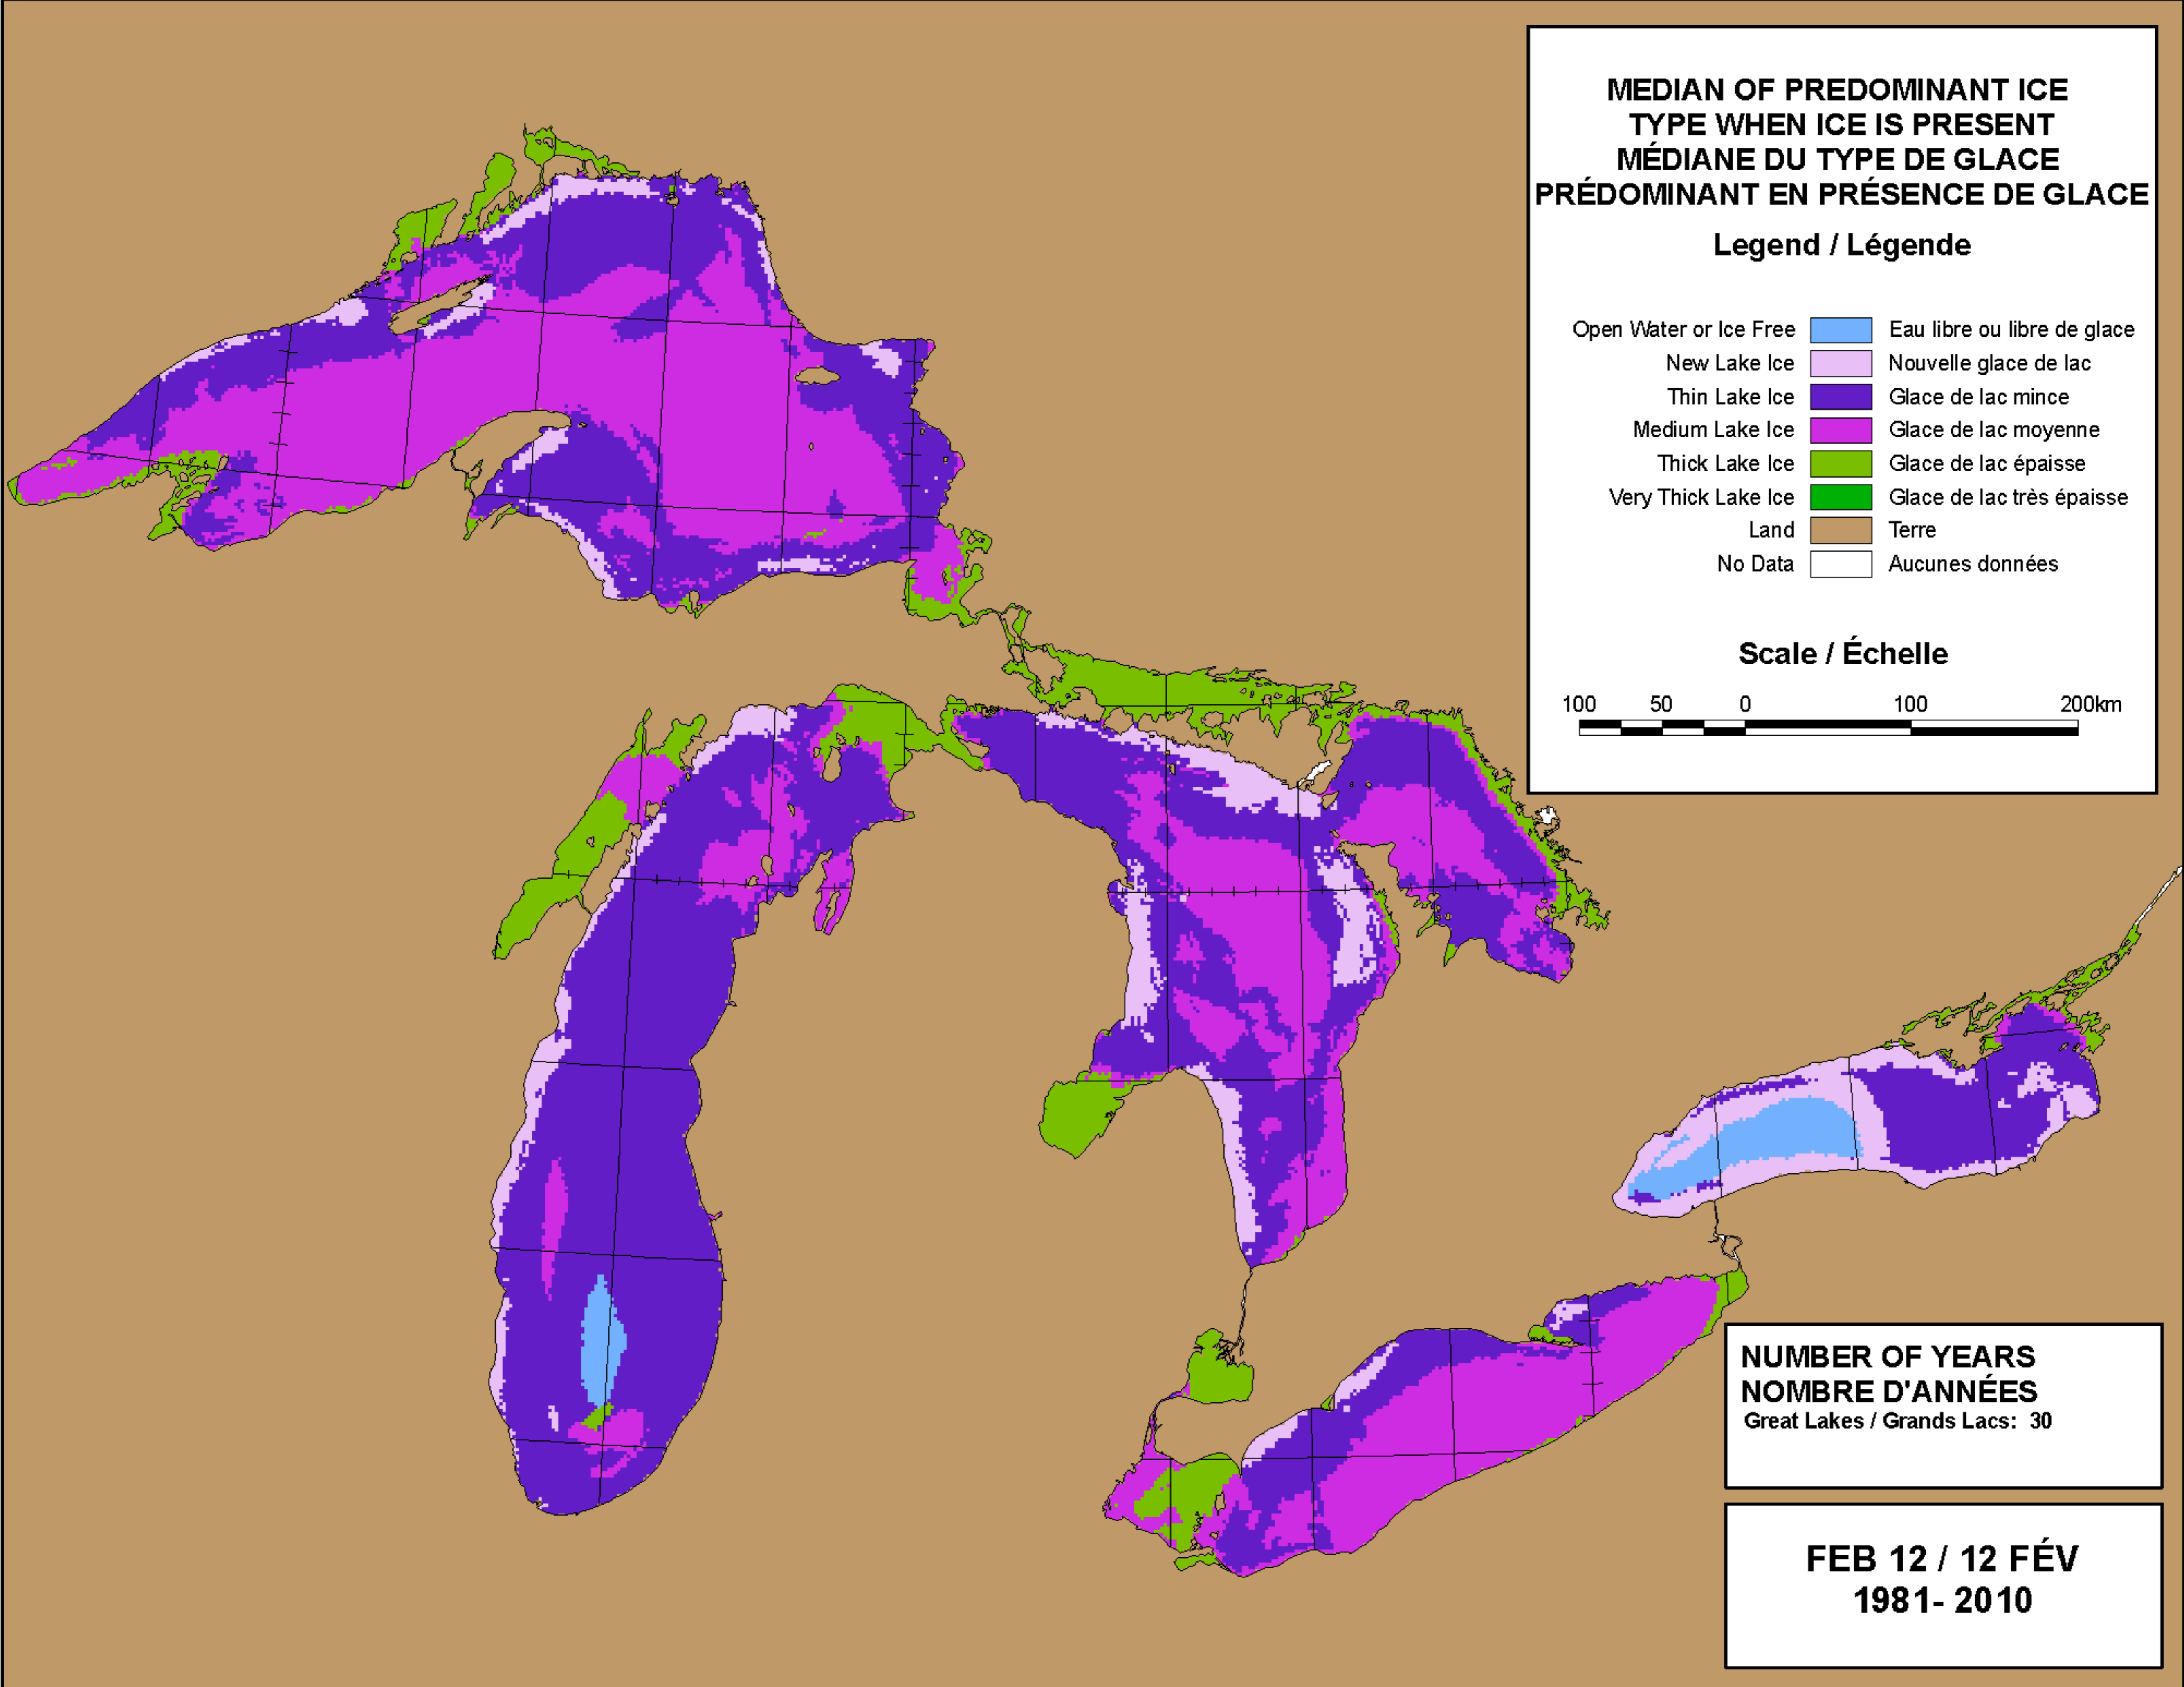 MEDIAN OF PREDOMINANT ICE
TYPE WHEN ICE IS PRESENT
MÉDIANE DU TYPE DE GLACE
PRÉDOMINANT EN PRÉSENCE DE GLACE
Legend / Légende
Open Water or Ice Free Eau libre ou libre de glace
New Lake Ice Nouvelle glace de lac
Thin Lake Ice Glace de lac mince
Medium Lake Ice Glace de lac moyenne
Thick Lake Ice Glace de lac épaisse
Very Thick Lake Ice Glace de lac très épaisse
Land Terre
No Data Aucunes données
Scale / Échelle
100 50 0 100 200km
NUMBER OF YEARS
NOMBRE D'ANNÉES
Great Lakes / Grands Lacs: 30
FEB 12 / 12 FÉV
1981- 2010